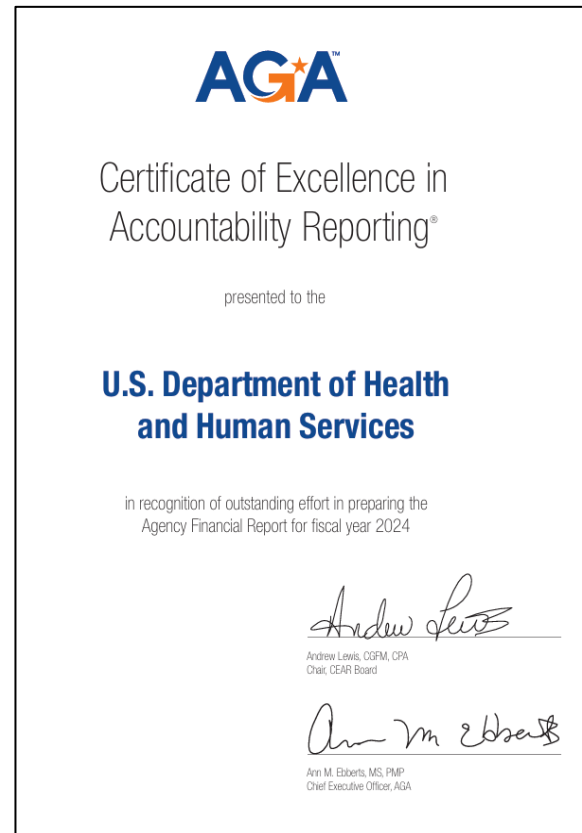 AGA™
Certificate of Excellence in
Accountability Reporting®
presented to the
U.S. Department of Health
and Human Services
in recognition of outstanding effort in preparing the
Agency Financial Report for fiscal year 2024
Andrew Lewis
Andrew Lewis, CGFM, CPA
Chair, CEAR Board
Ann M Ebberts
Ann M. Ebberts, MS, PMP
Chief Executive Officer, AGA